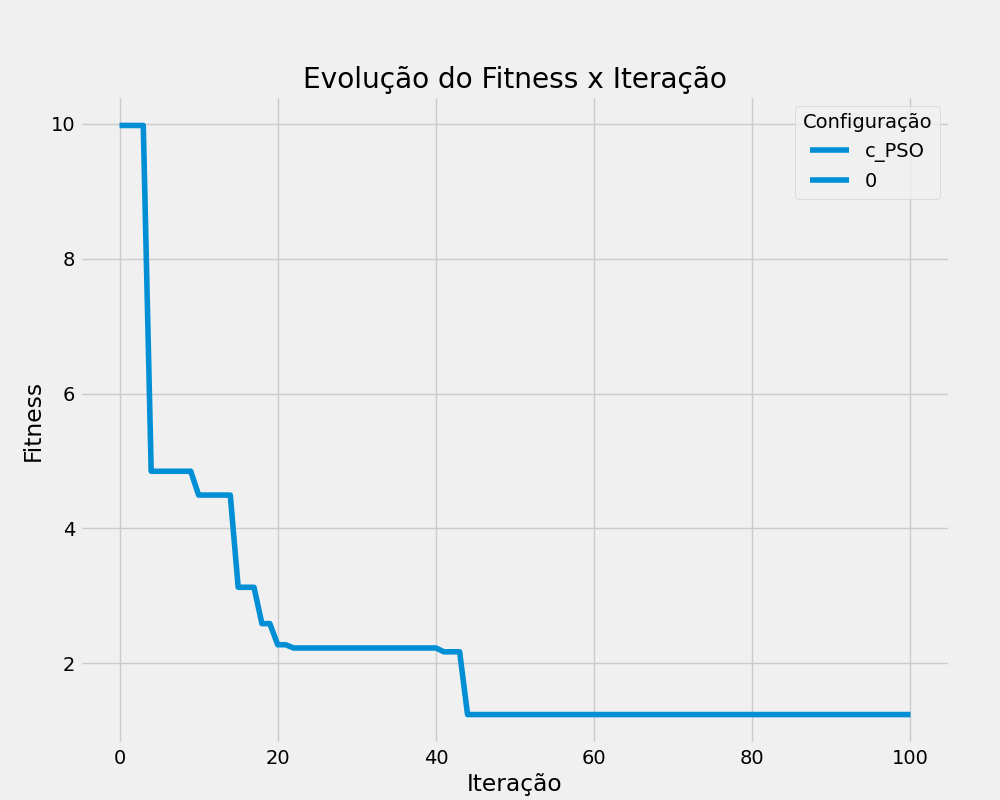 Evolução do Fitness x Iteração
Configuração
c_PSO
0
Fitness
10
8
6
4
2
0 20 40 60 80 100
Iteração